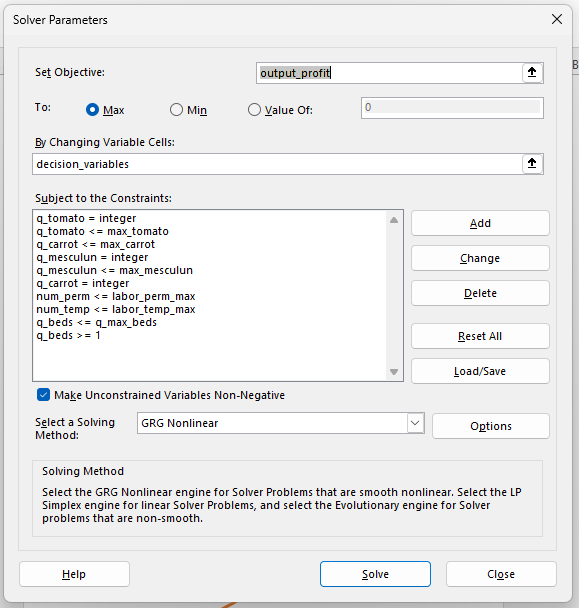 Solver Parameters
B
Set Objective:
output_profit
To:
Max
Min
Value Of:
0
By Changing Variable Cells:
decision_variables
Subject to the Constraints:
q_tomato = integer
q_tomato <= max_tomato
q_carrot <= max_carrot
q_mesculun = integer
q_mesculun <= max_mesculun
q_carrot = integer
num_perm <= labor_perm_max
num_temp <= labor_temp_max
q_beds <= q_max_beds
q_beds >= 1
Add
Change
Delete
Reset All
Load/Save
Make Unconstrained Variables Non-Negative
Select a Solving
Method:
GRG Nonlinear
Options
Solving Method
Select the GRG Nonlinear engine for Solver Problems that are smooth nonlinear. Select the LP
Simplex engine for linear Solver Problems, and select the Evolutionary engine for Solver
problems that are non-smooth.
Help
Solve
Close